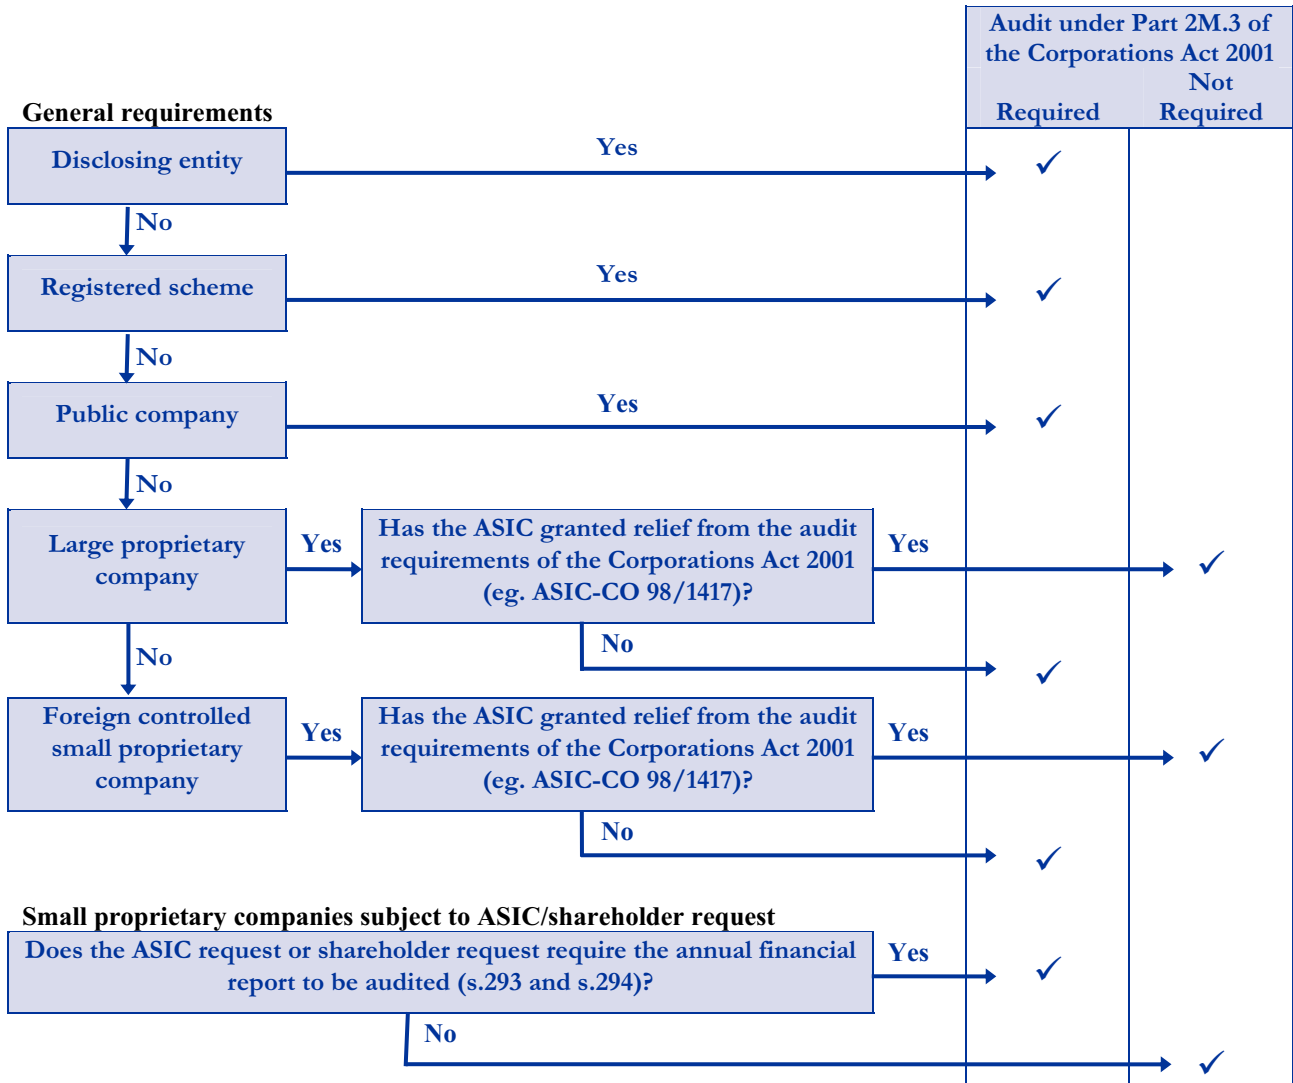 Audit under Part 2M.3 of
the Corporations Act 2001
Not
General requirements
Required
Required
Disclosing entity
Yes
✓
No
Registered scheme
Yes
✓
No
Public company
Yes
✓
No
Large proprietary
company
Yes
Has the ASIC granted relief from the audit
requirements of the Corporations Act 2001
(eg. ASIC-CO 98/1417)?
Yes
✓
No
✓
No
Foreign controlled
small proprietary
company
Yes
Has the ASIC granted relief from the audit
requirements of the Corporations Act 2001
(eg. ASIC-CO 98/1417)?
Yes
✓
No
✓
Small proprietary companies subject to ASIC/shareholder request
Does the ASIC request or shareholder request require the annual financial
report to be audited (s.293 and s.294)?
Yes
✓
No
✓